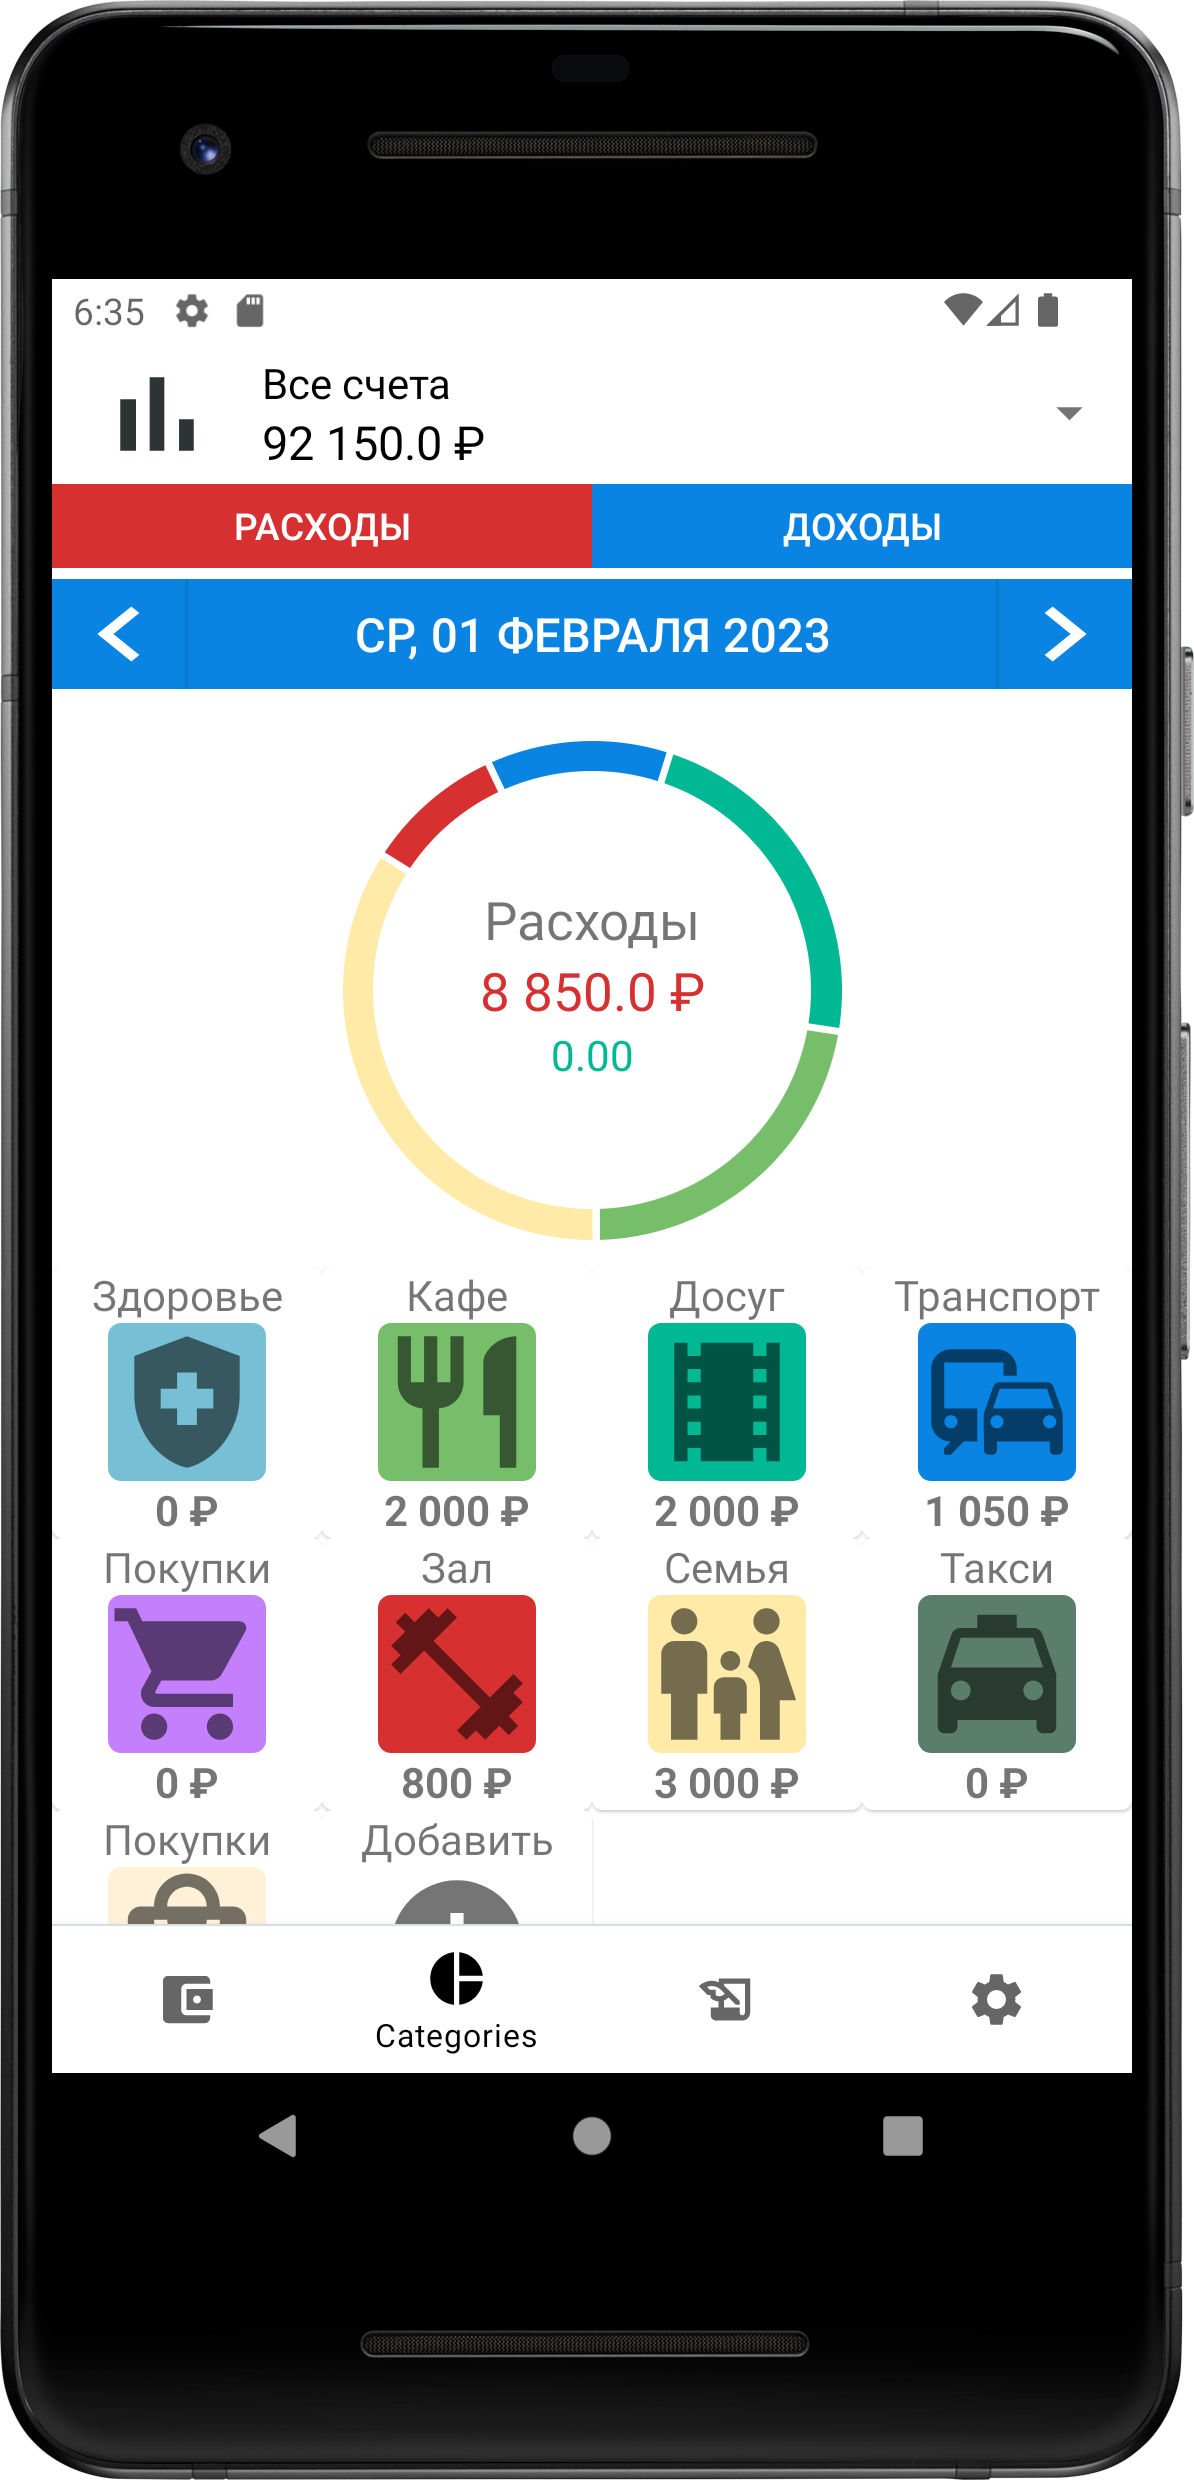 6:35
Все счета
92 150.0 ₽
РАСХОДЫ ДОХОДЫ
СР, 01 ФЕВРАЛЯ 2023
Расходы
8 850.0 ₽
0.00
Здоровье Кафе Досуг Транспорт
0 ₽ 2 000 ₽ 2 000 ₽ 1 050 ₽
Покупки Зал Семья Такси
0 ₽ 800 ₽ 3 000 ₽ 0 ₽
Покупки Добавить
Categories